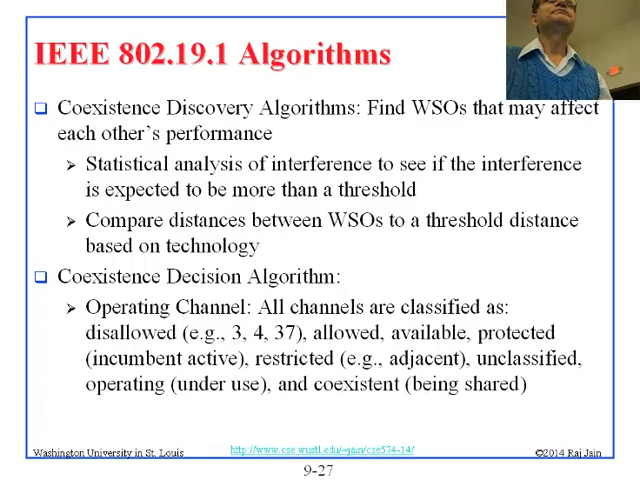 IEEE 802.19.1 Algorithms
Coexistence Discovery Algorithms: Find WSOs that may affect
each other's performance
Statistical analysis of interference to see if the interference
is expected to be more than a threshold
Compare distances between WSOs to a threshold distance
based on technology
Coexistence Decision Algorithm:
Operating Channel: All channels are classified as:
disallowed (e.g., 3, 4, 37), allowed, available, protected
(incumbent active), restricted (e.g., adjacent), unclassified,
operating (under use), and coexistent (being shared)
Washington University in St. Louis
http://www.cse.wustl.edu/~jain/cse574-14/
©2014 Raj Jain
9-27